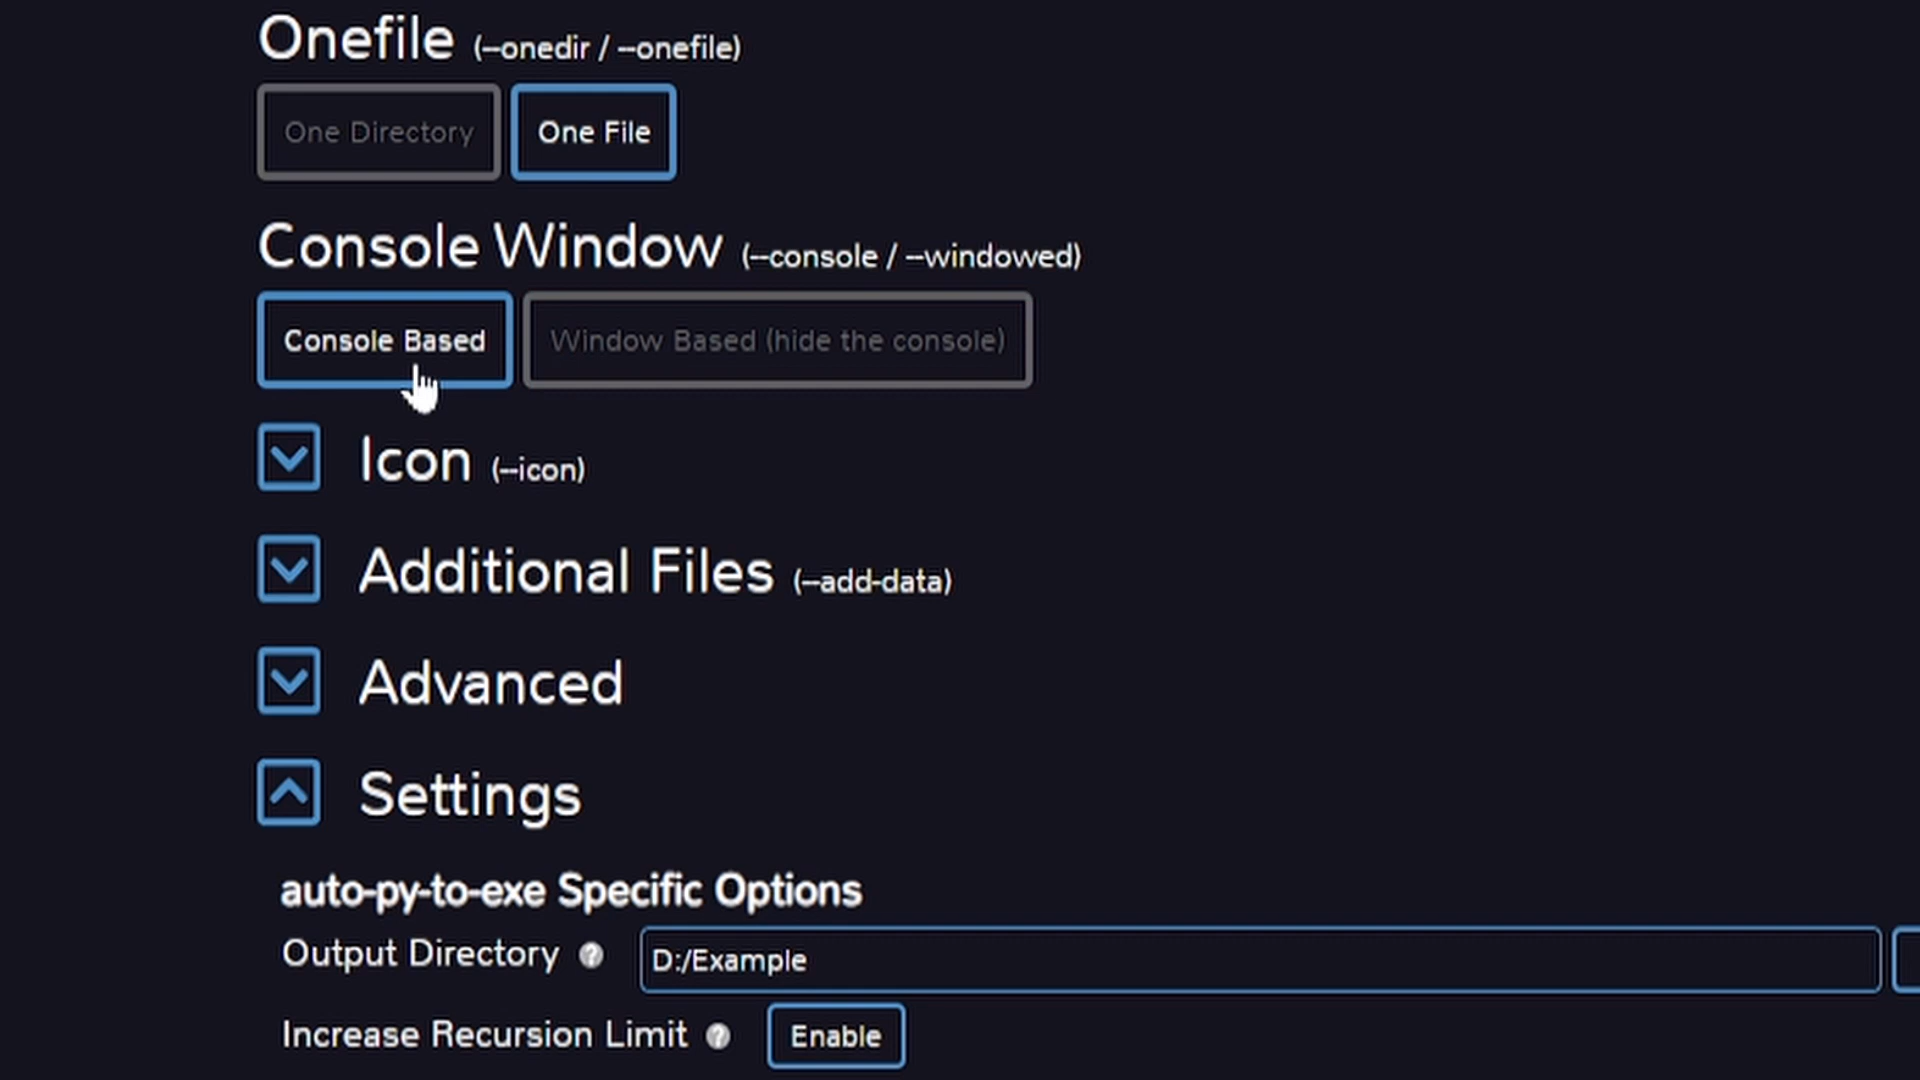 Onefile (--onedir / --onefile)
One Directory One File
Console Window (--console / --windowed)
Console Based Window Based (hide the console)
Icon (--icon)
Additional Files (--add-data)
Advanced
Settings
auto-py-to-exe Specific Options
Output Directory ? D:/Example
Increase Recursion Limit ? Enable